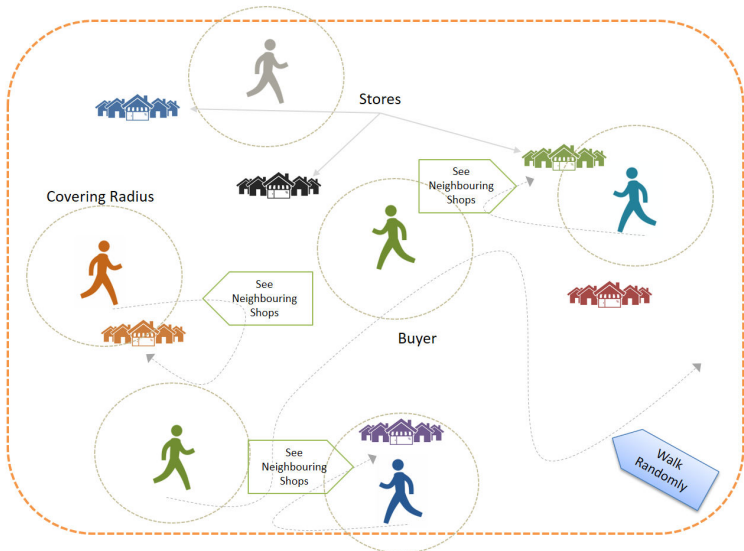 Stores
See
Neighbouring
Shops
Covering Radius
See
Neighbouring
Shops
Buyer
See
Neighbouring
Shops
Walk
Randomly